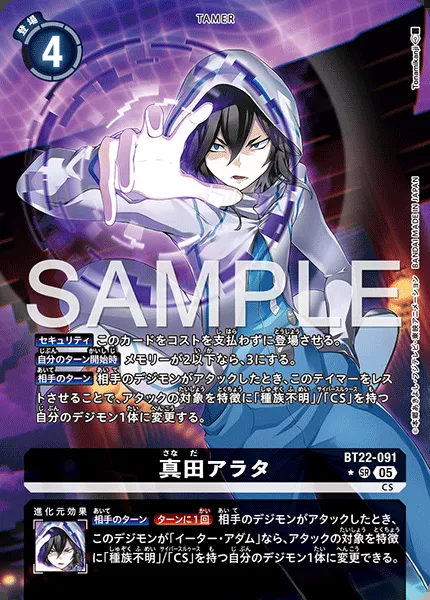 TAMER
登場
4
Tonamikanji
BANDAI MADE IN JAPAN
SAMPLE
セキュリティ このカードをコストを支払わずに登場させる。
自分のターン開始時 メモリーが2以下なら、3にする。
相手のターン 相手のデジモンがアタックしたとき、このテイマーをレス
トさせることで、アタックの対象を特徴に「種族不明」/「CS」を持つ
自分のデジモン1体に変更する。
さなだ
真田アラタ
BT22-091
SR 05
CS
進化元効果
相手のターン ターンに1回 相手のデジモンがアタックしたとき、
このデジモンが「イーター・アダム」なら、アタックの対象を特徴
に「種族不明」/「CS」を持つ自分のデジモン1体に変更できる。